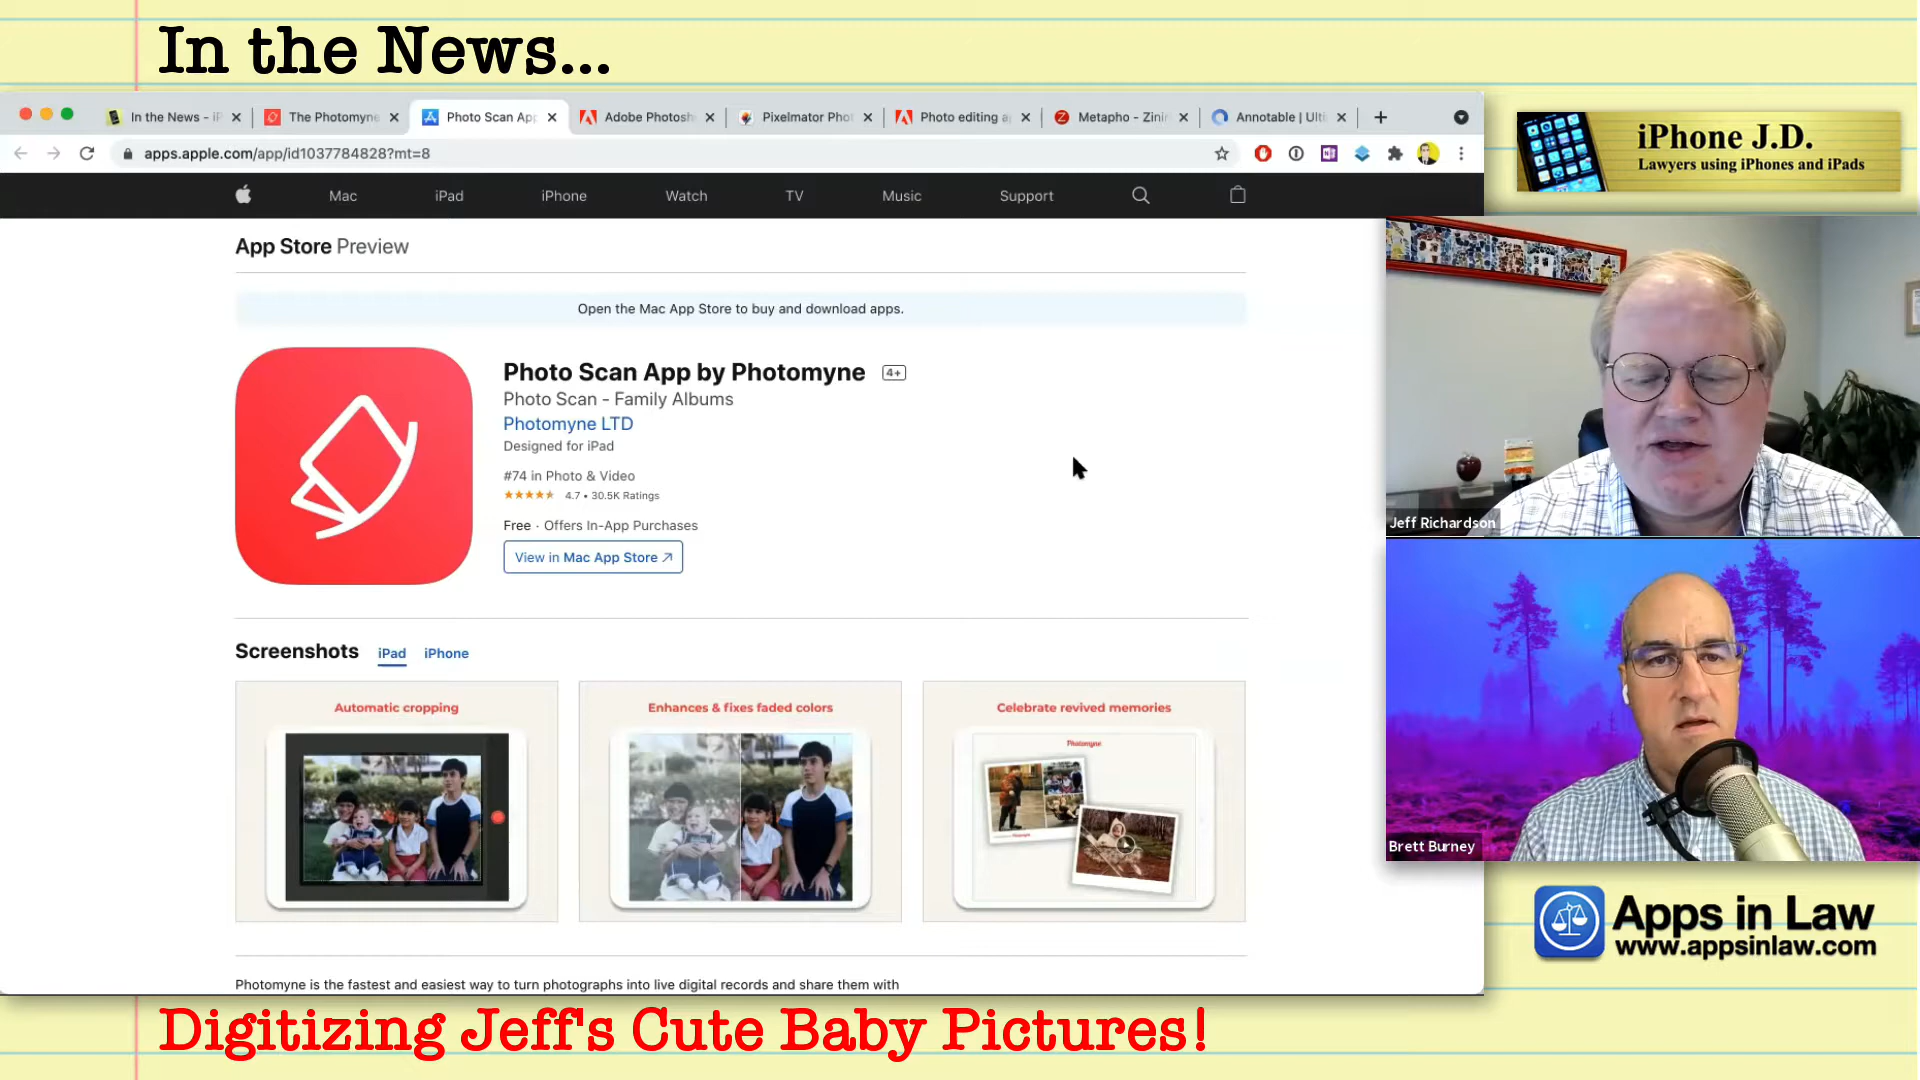 In the News...
In the News - iP
The Photomyne
Photo Scan App
Adobe Photosh
Pixelmator Phot
Photo editing a
Metapho - Zinin
Annotable | Ulti
apps.apple.com/app/id1037784828?mt=8
iPhone J.D.
Lawyers using iPhones and iPads
Mac
iPad
iPhone
Watch
TV
Music
Support
App Store Preview
Open the Mac App Store to buy and download apps.
Photo Scan App by Photomyne 4+
Photo Scan - Family Albums
Photomyne LTD
Designed for iPad
#74 in Photo & Video
4.7 • 30.5K Ratings
Free · Offers In-App Purchases
View in Mac App Store
Jeff Richardson
Screenshots iPad iPhone
Automatic cropping
Enhances & fixes faded colors
Celebrate revived memories
Photomyne
Brett Burney
Apps in Law
www.appsinlaw.com
Photomyne is the fastest and easiest way to turn photographs into live digital records and share them with
Digitizing Jeff's Cute Baby Pictures!